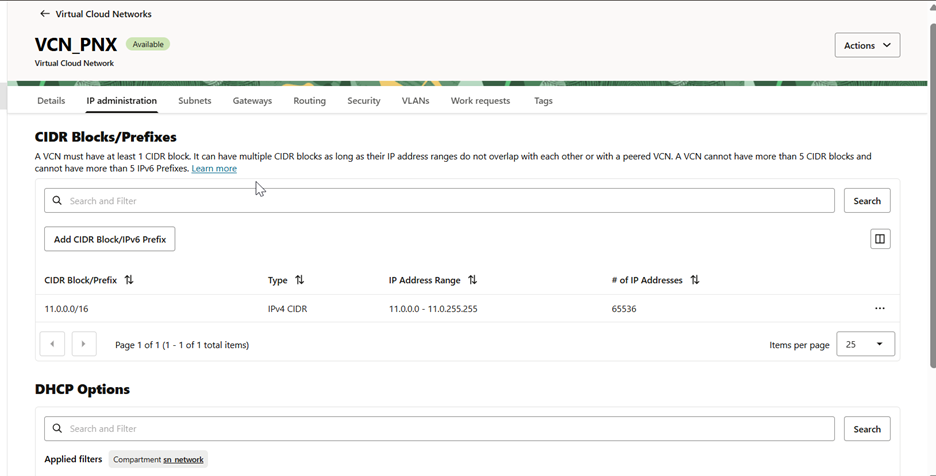 Virtual Cloud Networks
VCN_PNX Available
Virtual Cloud Network
Actions
Details IP administration Subnets Gateways Routing Security VLANs Work requests Tags
CIDR Blocks/Prefixes
A VCN must have at least 1 CIDR block. It can have multiple CIDR blocks as long as their IP address ranges do not overlap with each other or with a peered VCN. A VCN cannot have more than 5 CIDR blocks and
cannot have more than 5 IPv6 Prefixes. Learn more
Search and Filter Search
Add CIDR Block/IPv6 Prefix
CIDR Block/Prefix Type IP Address Range # of IP Addresses
11.0.0.0/16 IPv4 CIDR 11.0.0.0 - 11.0.255.255 65536 ...
Page 1 of 1 (1 - 1 of 1 total items) Items per page 25
DHCP Options
Search and Filter Search
Applied filters Compartment sn_network